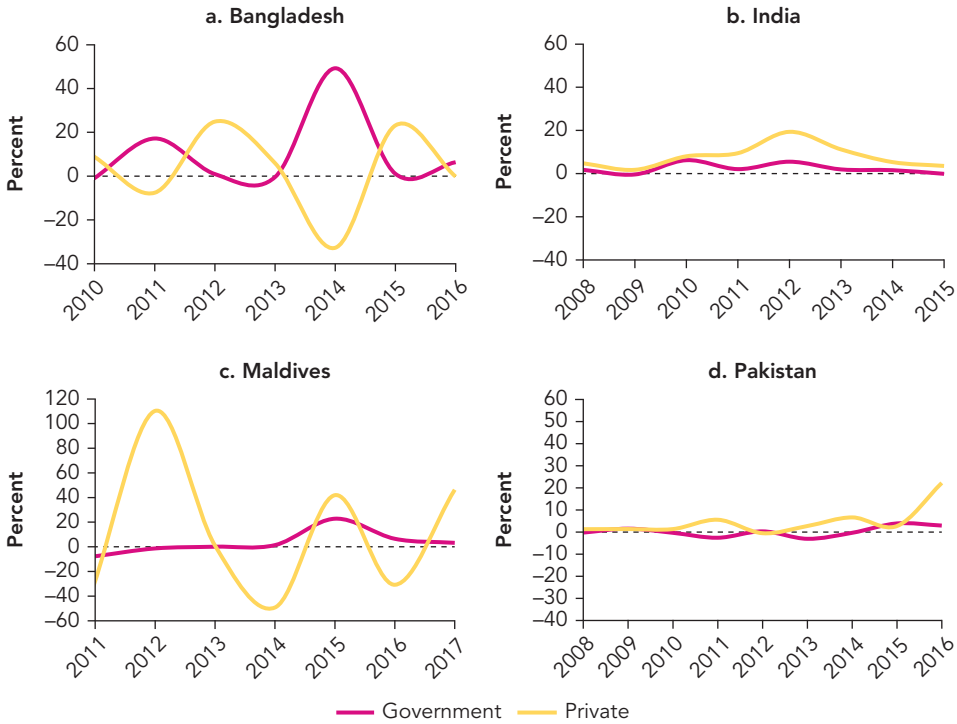 a. Bangladesh
Percent
60
40
20
0
–20
–40
2010 2011 2012 2013 2014 2015 2016
b. India
Percent
60
40
20
0
–20
–40
2008 2009 2010 2011 2012 2013 2014 2015
c. Maldives
Percent
120
100
80
60
40
20
0
–20
–40
–60
2011 2012 2013 2014 2015 2016 2017
d. Pakistan
Percent
60
50
40
30
20
10
0
–10
–20
–30
–40
2008 2009 2010 2011 2012 2013 2014 2015 2016
Government Private